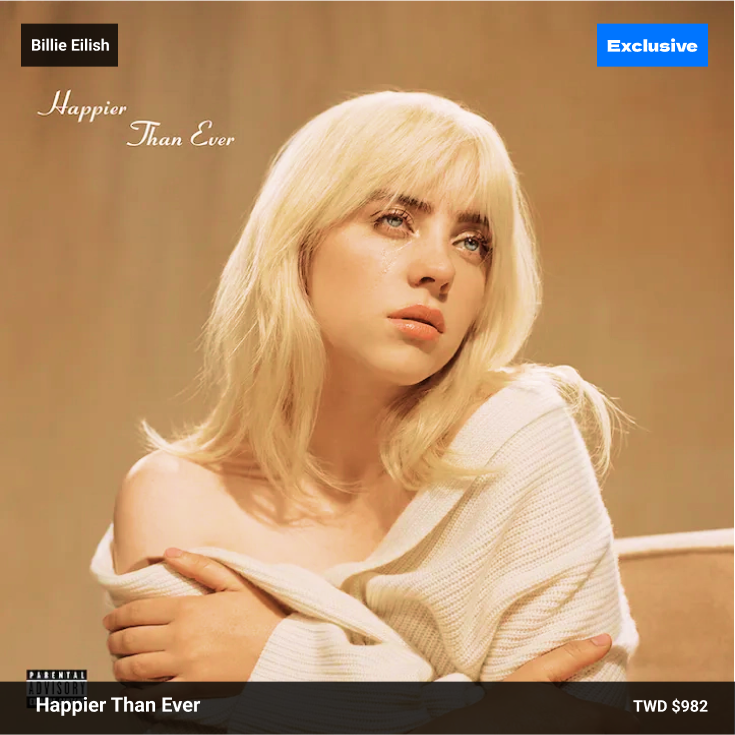 Billie Eilish
Exclusive
Happier
Than Ever
PARENTAL
ADVISORY
Happier Than Ever
TWD $982